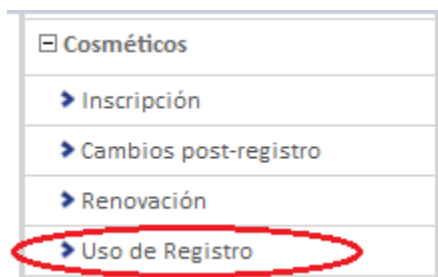 Cosméticos
Inscripción
Cambios post-registro
Renovación
Uso de Registro